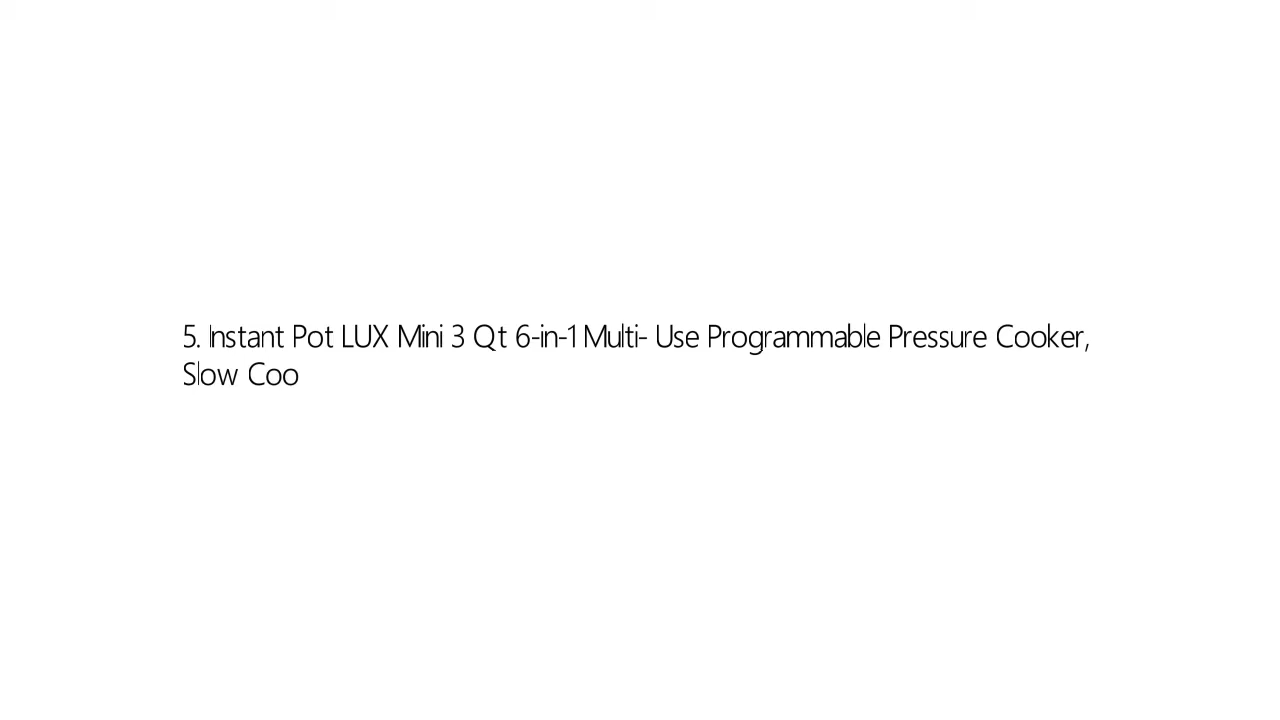 5. Instant Pot LUX Mini 3 Qt 6-in-1 Multi- Use Programmable Pressure Cooker,
Slow Coo